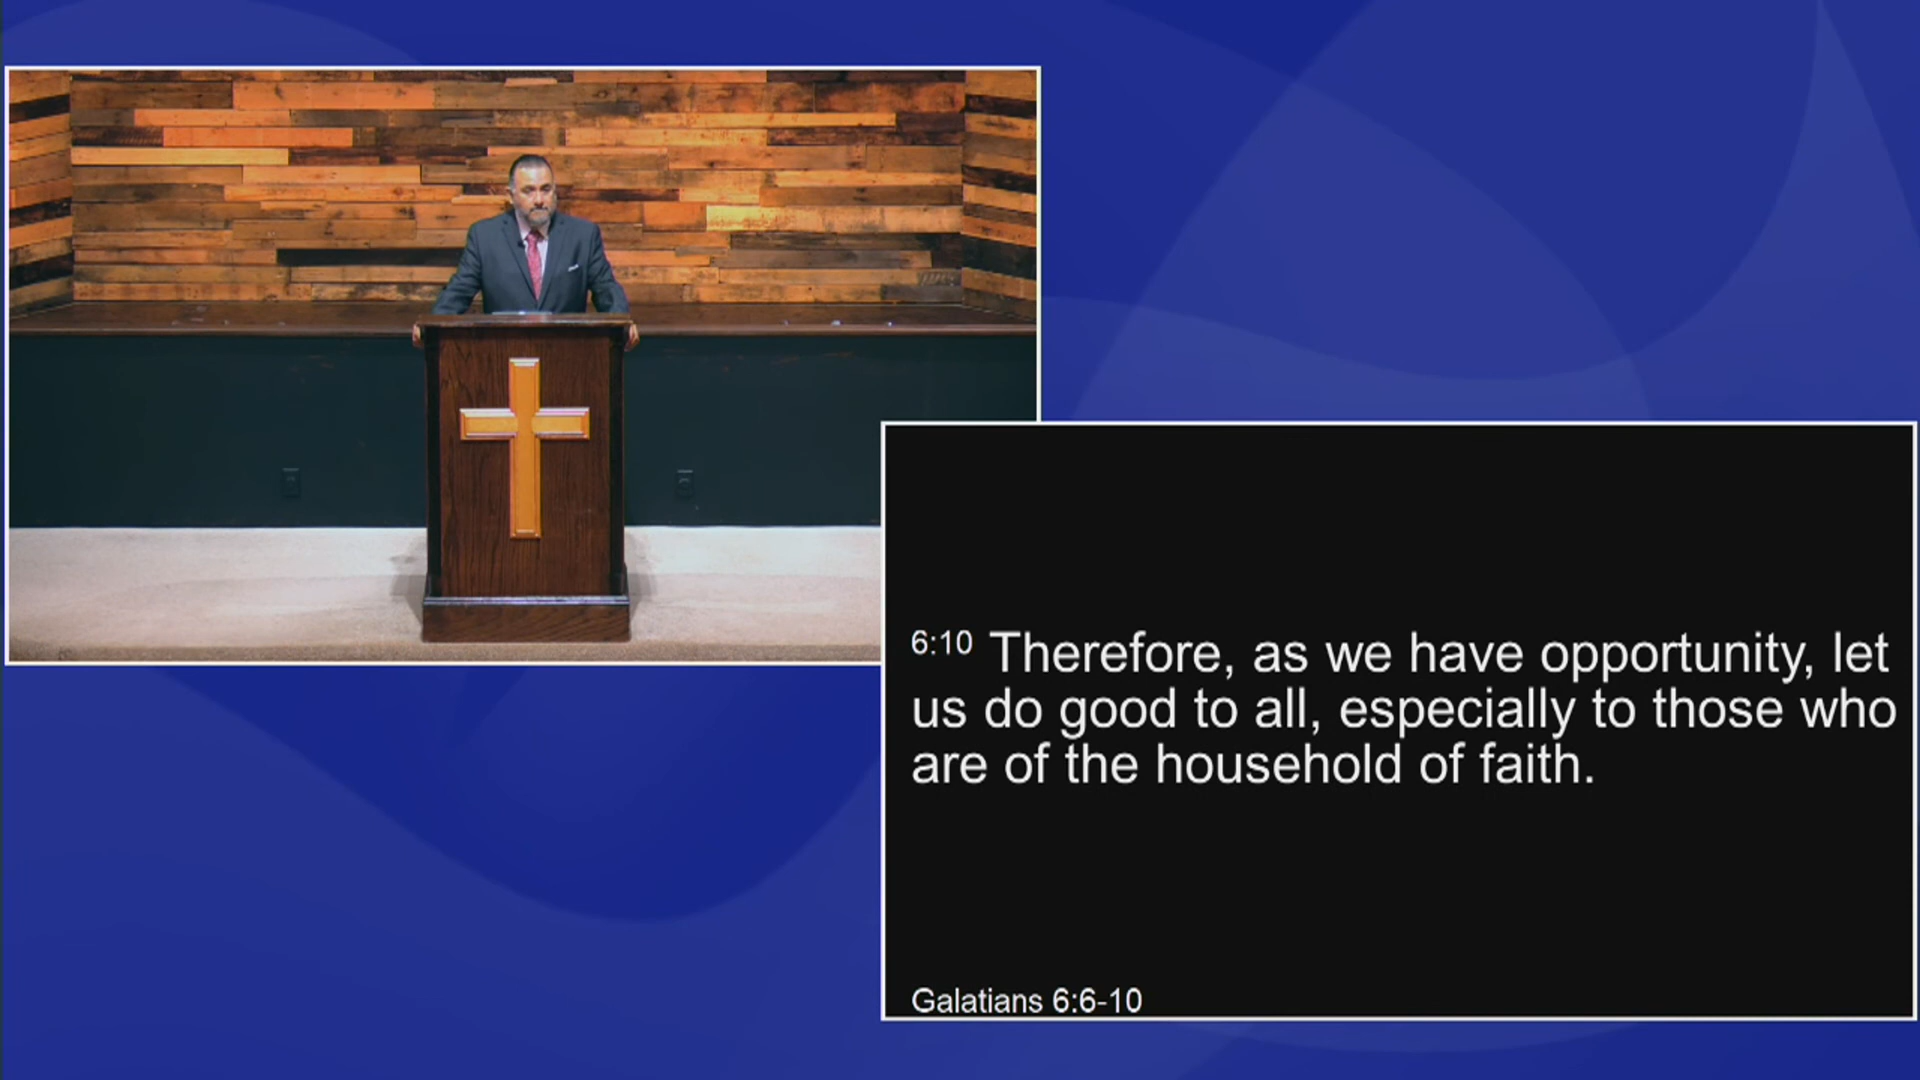 6:10 Therefore, as we have opportunity, let
us do good to all, especially to those who
are of the household of faith.
Galatians 6:6-10